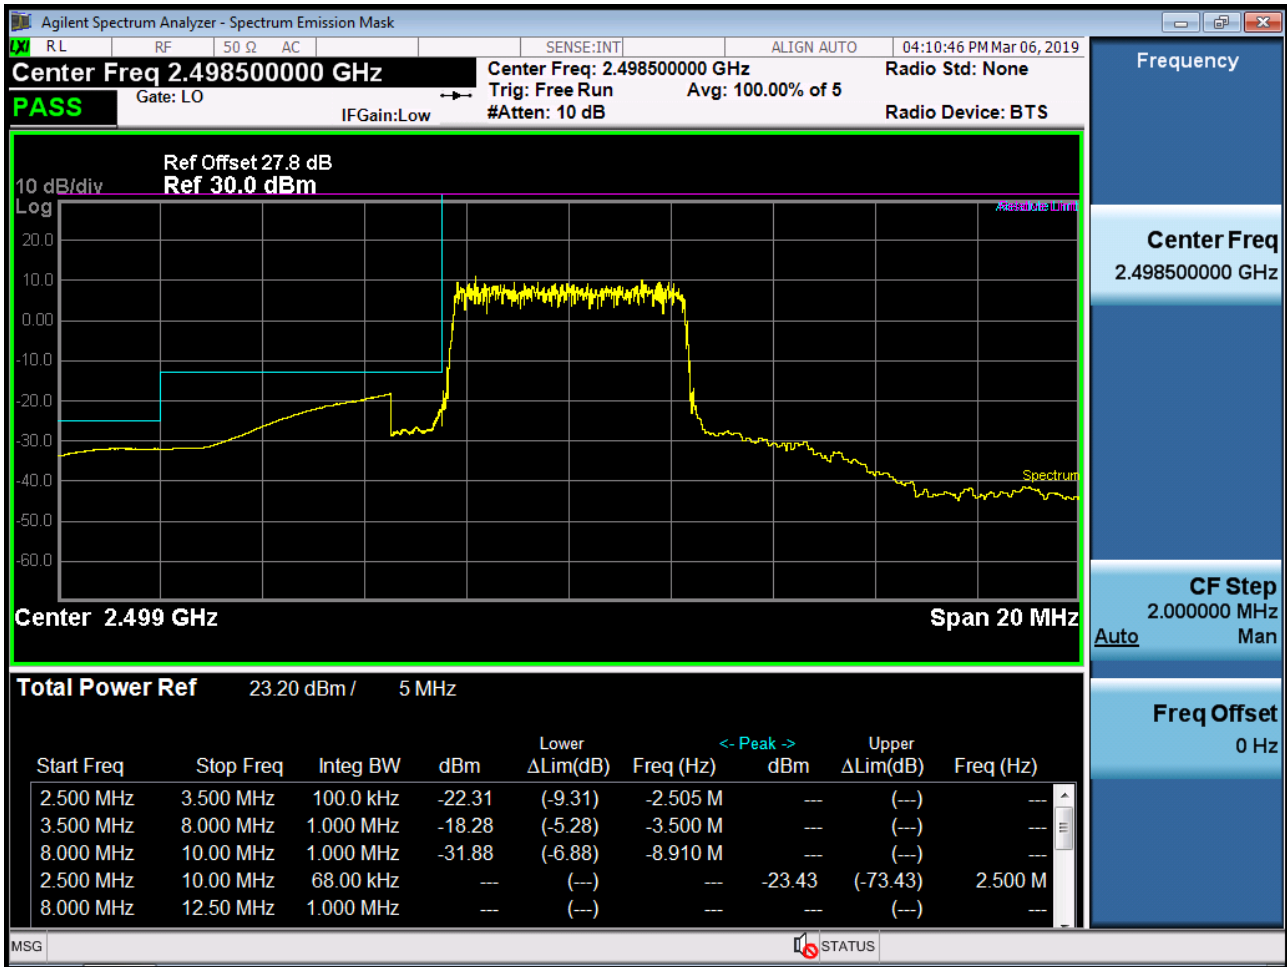 Agilent Spectrum Analyzer - Spectrum Emission Mask
LXI RL RF 50 Ω AC SENSE:INT ALIGN AUTO 04:10:46 PM Mar 06, 2019
Center Freq 2.498500000 GHz Center Freq: 2.498500000 GHz Radio Std: None
PASS Gate: LO Trig: Free Run Avg: 100.00% of 5
IFGain:Low #Atten: 10 dB Radio Device: BTS
Ref Offset 27.8 dB
10 dB/div Ref 30.0 dBm
Log
20.0
10.0
0.00
-10.0
-20.0
-30.0
-40.0
-50.0
-60.0
Spectrum
Center 2.499 GHz Span 20 MHz
Total Power Ref 23.20 dBm / 5 MHz
Lower <- Peak -> Upper
Start Freq Stop Freq Integ BW dBm ΔLim(dB) Freq (Hz) dBm ΔLim(dB) Freq (Hz)
2.500 MHz 3.500 MHz 100.0 kHz -22.31 (-9.31) -2.505 M --- (---) ---
3.500 MHz 8.000 MHz 1.000 MHz -18.28 (-5.28) -3.500 M --- (---) ---
8.000 MHz 10.00 MHz 1.000 MHz -31.88 (-6.88) -8.910 M --- (---) ---
2.500 MHz 10.00 MHz 68.00 kHz --- (---) --- -23.43 (-73.43) 2.500 M
8.000 MHz 12.50 MHz 1.000 MHz --- (---) --- --- (---) ---
MSG STATUS
Frequency
Center Freq
2.498500000 GHz
CF Step
2.000000 MHz
Auto Man
Freq Offset
0 Hz